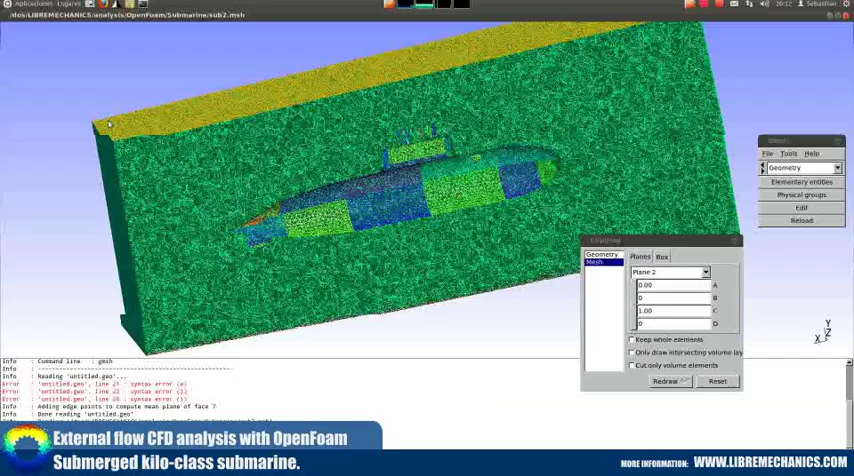 Aplicaciones Lugares
20:12 Sebastian
/dos/LIBREMECHANICS/analysis/OpenFoam/Submarine/sub2.msh
Gmsh
File Tools Help
Geometry
Elementary entities
Physical groups
Edit
Reload
Clipping
Geometry
Mesh
Planes Box
Plane 2
0.00 A
0 B
1.00 C
0 D
Keep whole elements
Only draw intersecting volume lay
Cut only volume elements
Redraw
Reset
Y
Z
X
Info : Command line : gmsh
Info : --------------------------------------------------
Info : Reading 'untitled.geo'...
Error : 'untitled.geo', line 21 : syntax error (e)
Error : 'untitled.geo', line 22 : syntax error (})
Error : 'untitled.geo', line 26 : syntax error (})
Info : Adding edge points to compute mean plane of face 7
Info : Done reading 'untitled.geo'
External flow CFD analysis with OpenFoam
Submerged kilo-class submarine.
MORE INFORMATION: WWW.LIBREMECHANICS.COM